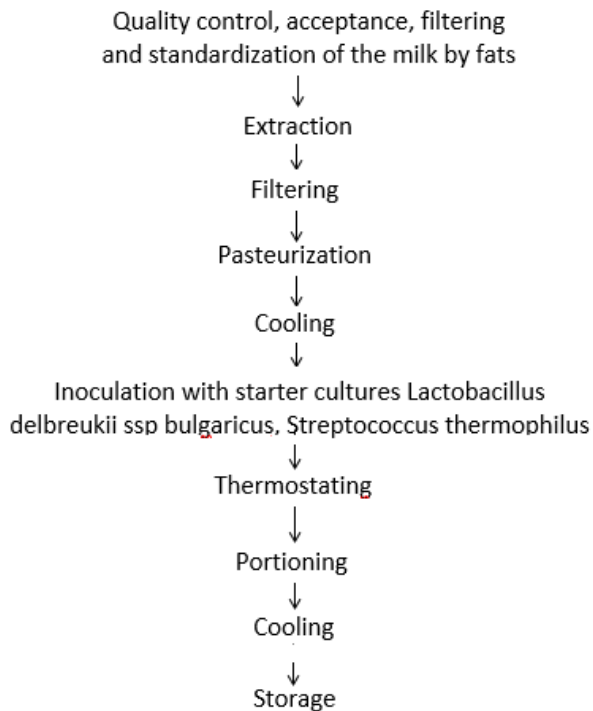 Quality control, acceptance, filtering
and standardization of the milk by fats
Extraction
Filtering
Pasteurization
Cooling
Inoculation with starter cultures Lactobacillus
delbreukii ssp bulgaricus, Streptococcus thermophilus
Thermostating
Portioning
Cooling
Storage